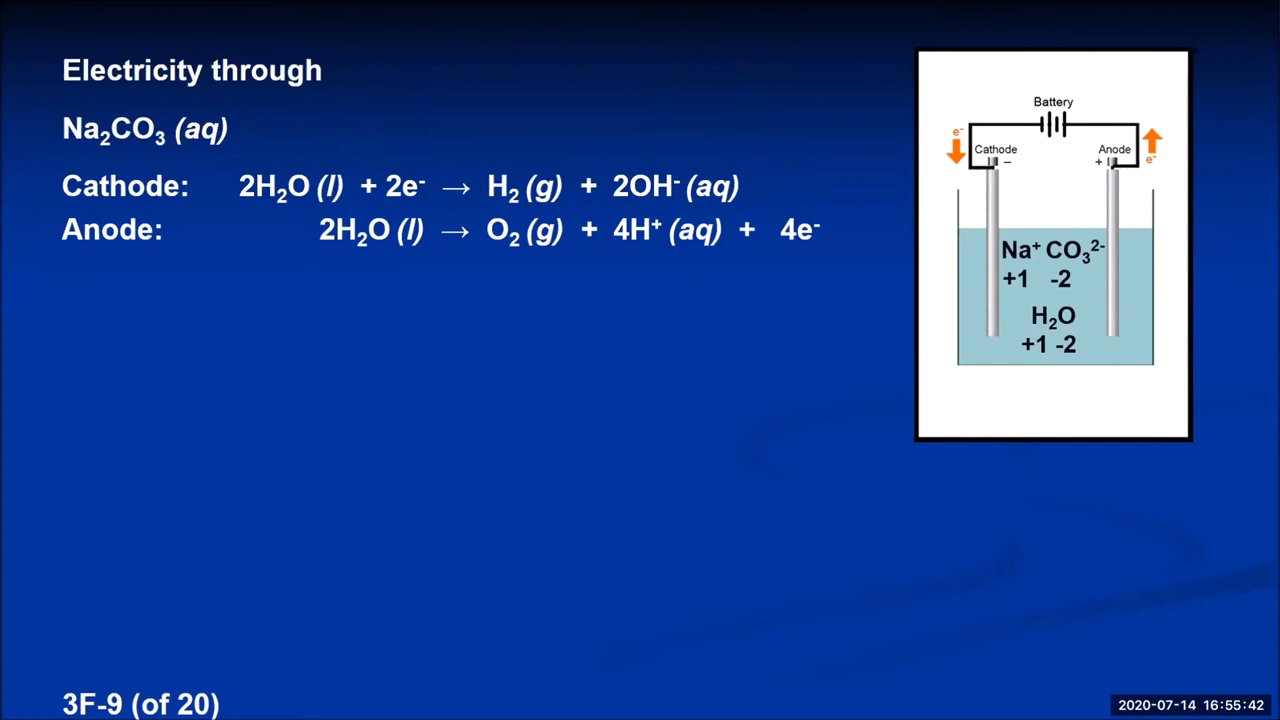 Electricity through
Na₂CO₃ (aq)
Cathode: 2H₂O (l) + 2e⁻ → H₂ (g) + 2OH⁻ (aq)
Anode: 2H₂O (l) → O₂ (g) + 4H⁺ (aq) + 4e⁻
Battery
e⁻
Cathode
−
Anode
+
e⁻
Na⁺ CO₃²⁻
+1 -2
H₂O
+1 -2
3F-9 (of 20)
2020-07-14 16:55:42